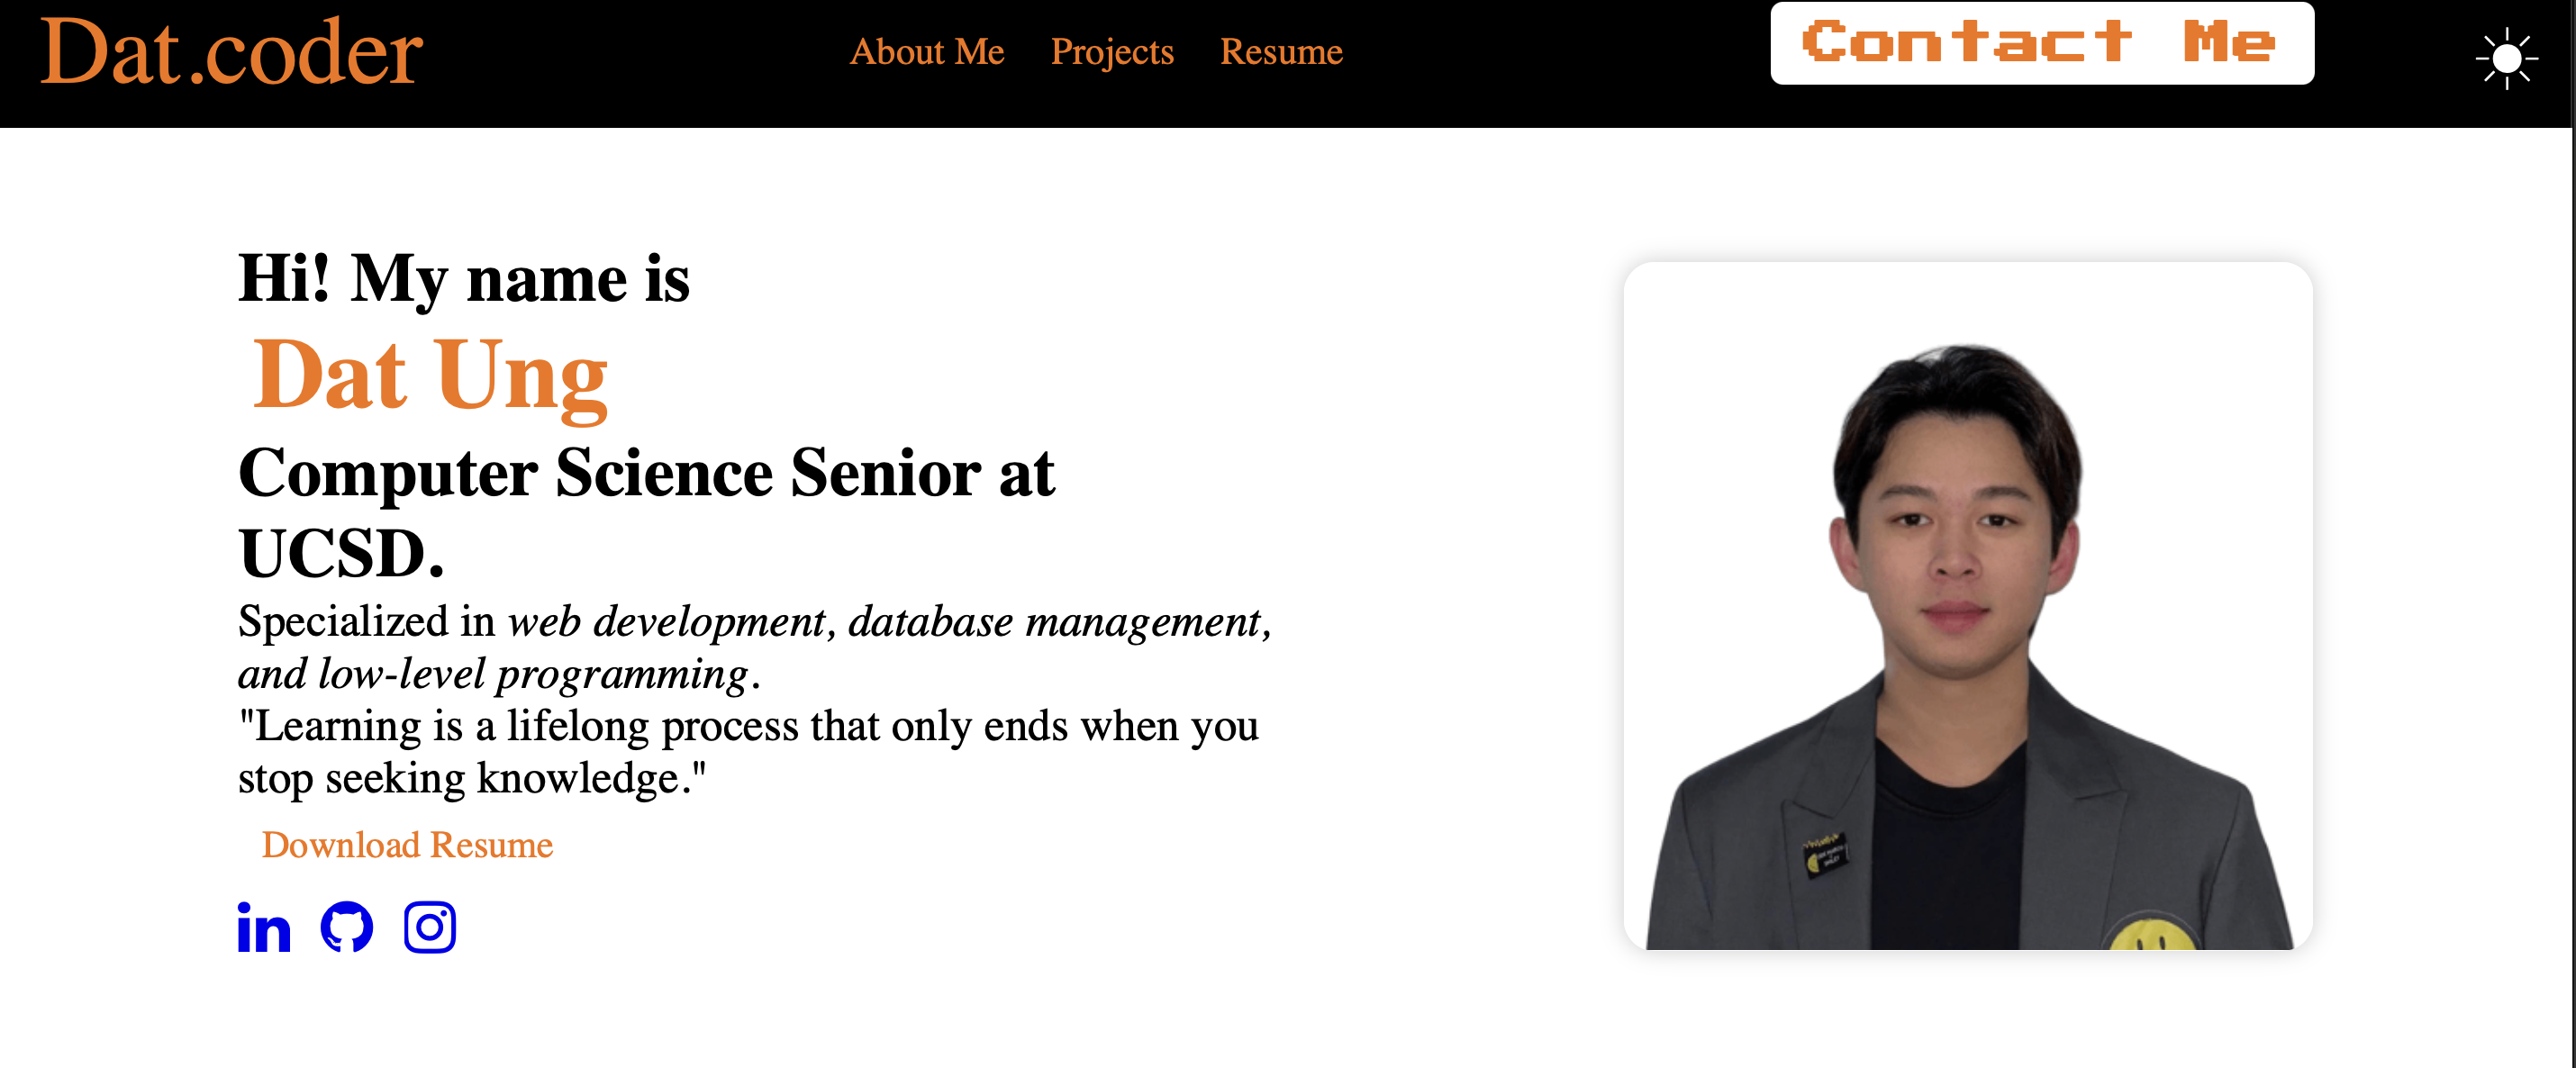 Dat.coder
About Me
Projects
Resume
Contact Me
Hi! My name is
Dat Ung
Computer Science Senior at
UCSD.
Specialized in web development, database management,
and low-level programming.
"Learning is a lifelong process that only ends when you
stop seeking knowledge."
Download Resume
in